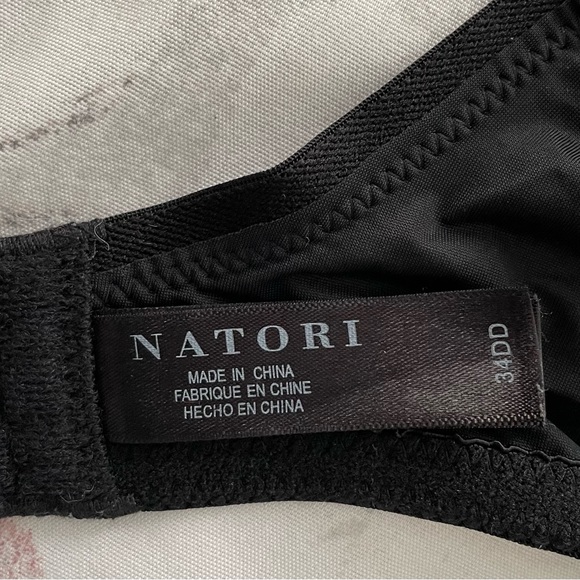 NATORI
MADE IN CHINA
FABRIQUE EN CHINE
HECHO EN CHINA
34DD